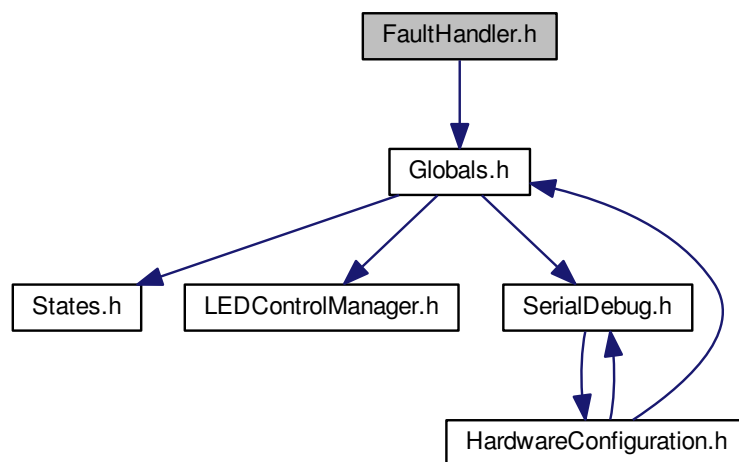 FaultHandler.h
Globals.h
States.h
LEDControlManager.h
SerialDebug.h
HardwareConfiguration.h